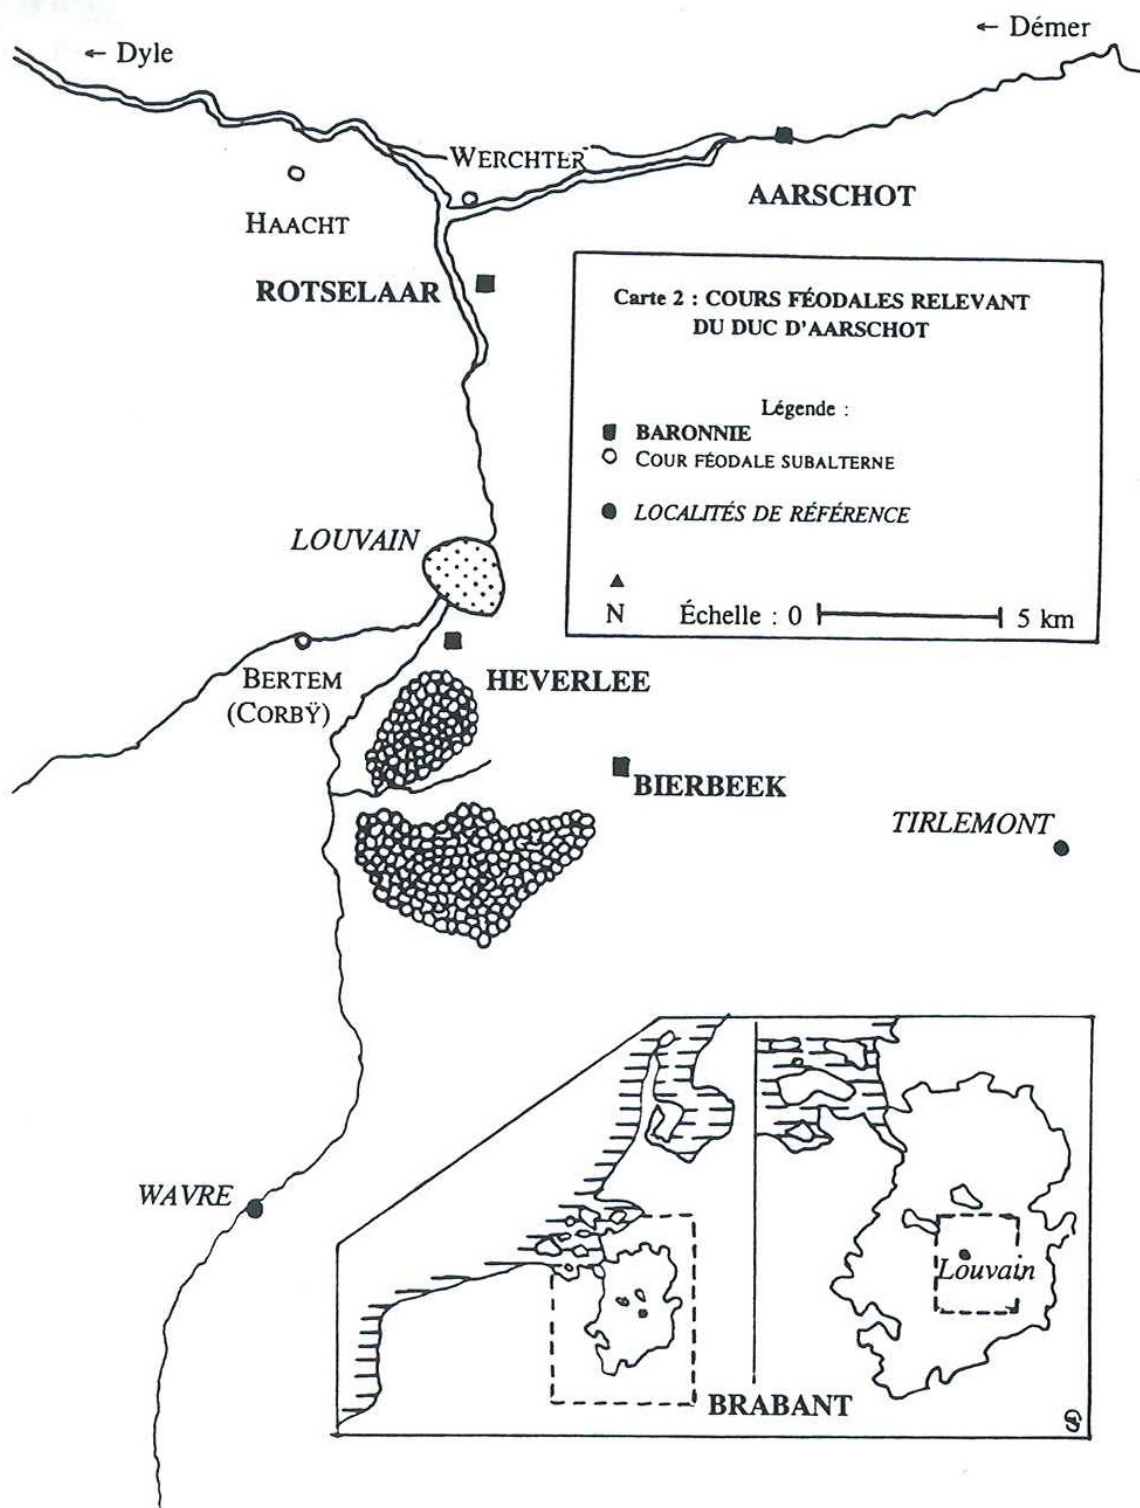 ← Démer
← Dyle
WERCHTER
AARSCHOT
HAACHT
ROTSELAAR
Carte 2 : COURS FÉODALES RELEVANT
DU DUC D'AARSCHOT
Légende :
BARONNIE
COUR FÉODALE SUBALTERNE
LOCALITÉS DE RÉFÉRENCE
N Échelle : 0 5 km
LOUVAIN
BERTEM
(CORBŸ)
HEVERLEE
BIERBEEK
TIRLEMONT
WAVRE
Louvain
BRABANT